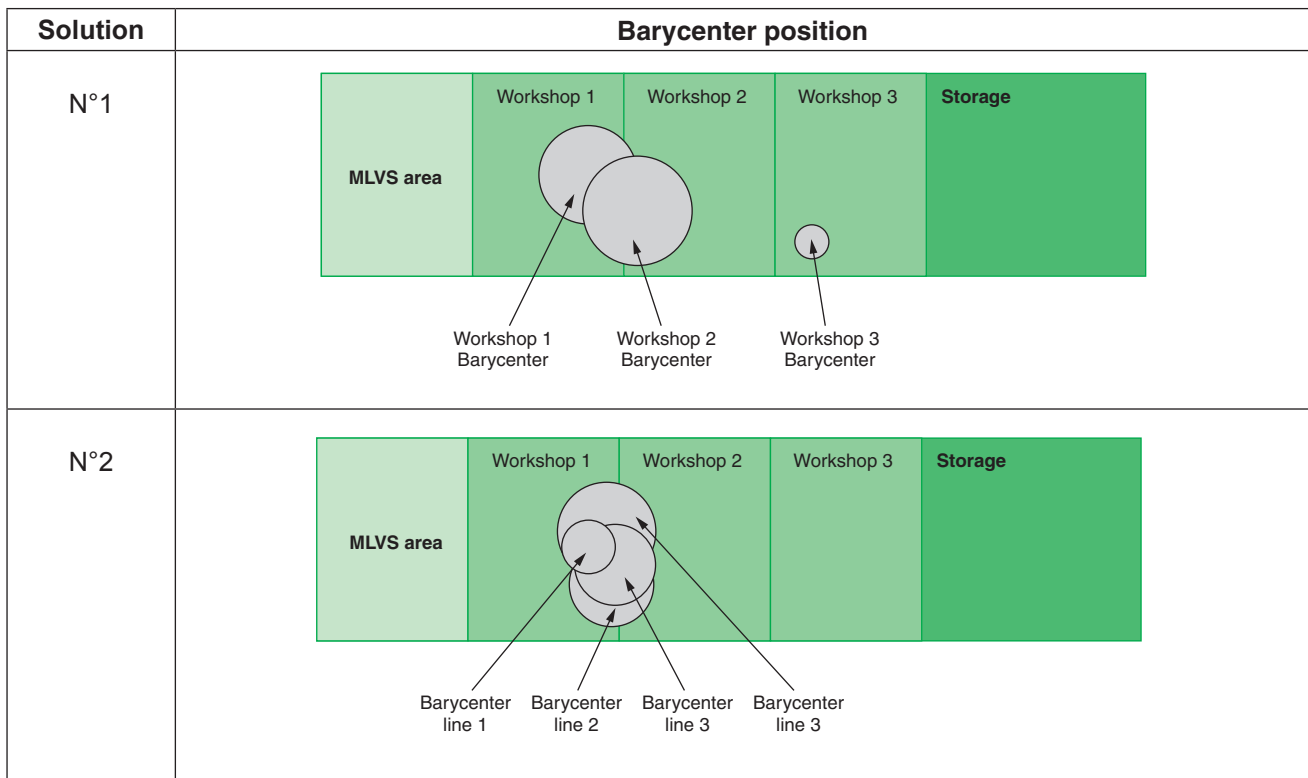 Solution
Barycenter position
N°1
Workshop 1
Workshop 2
Workshop 3
Storage
MLVS area
Workshop 1
Barycenter
Workshop 2
Barycenter
Workshop 3
Barycenter
N°2
Workshop 1
Workshop 2
Workshop 3
Storage
MLVS area
Barycenter
line 1
Barycenter
line 2
Barycenter
line 3
Barycenter
line 3